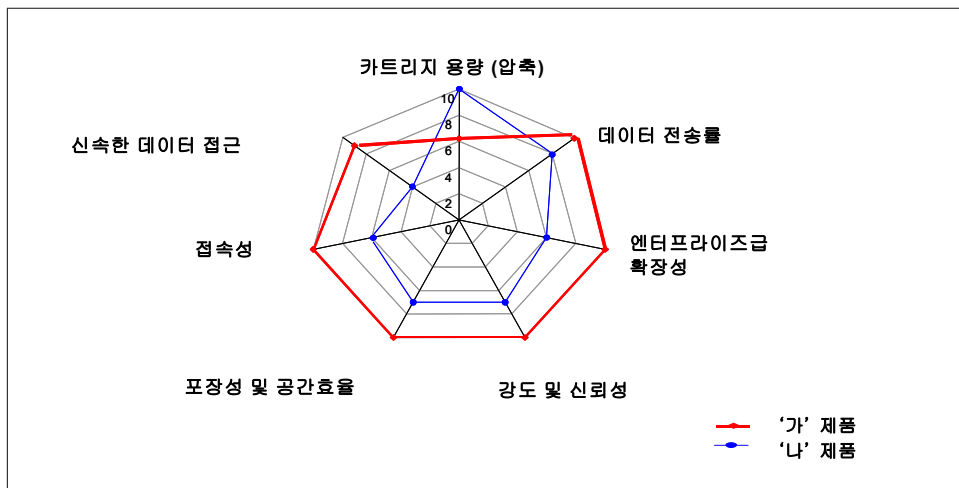 카트리지 용량 (압축)
10
8
6
4
2
0
신속한 데이터 접근
데이터 전송률
접속성
엔터프라이즈급
확장성
포장성 및 공간효율
강도 및 신뢰성
‘가’ 제품
‘나’ 제품